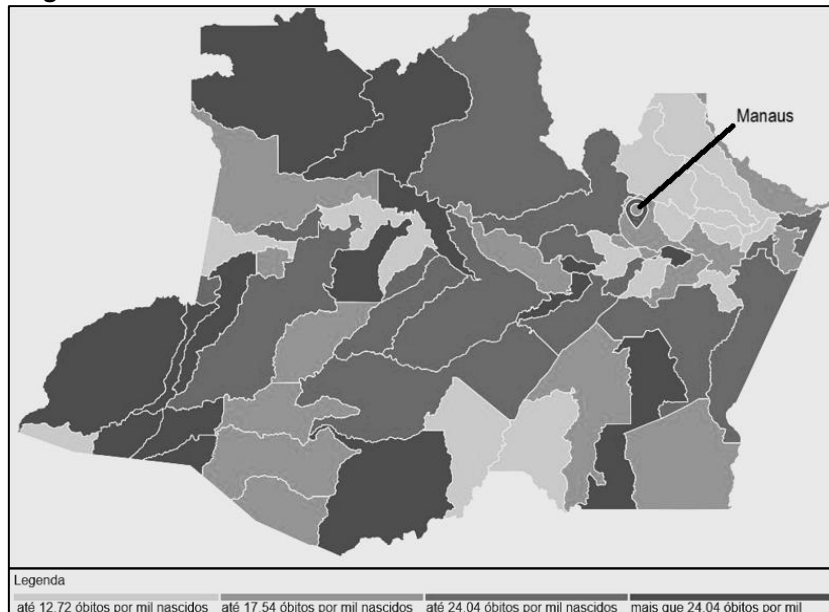 Manaus
Legenda
até 12,72 óbitos por mil nascidos
até 17,54 óbitos por mil nascidos
até 24,04 óbitos por mil nascidos
mais que 24,04 óbitos por mil